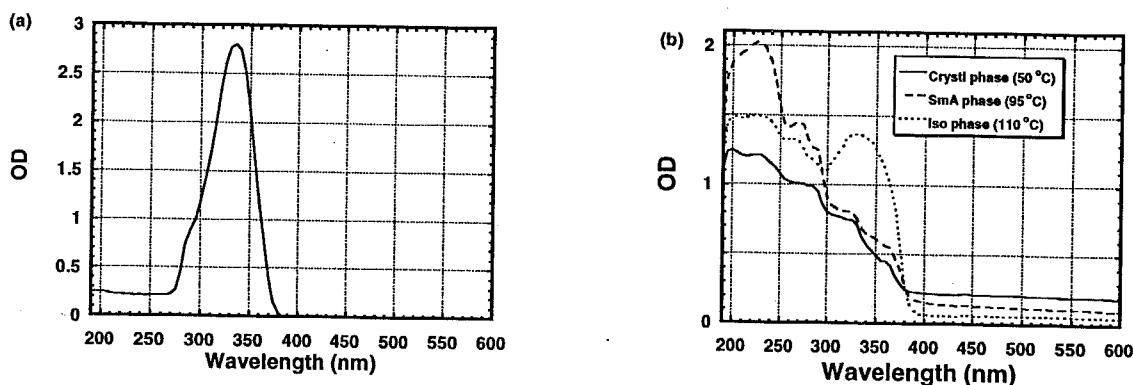 (a)
3
2.5
2
1.5
1
0.5
0
OD
200 250 300 350 400 450 500 550 600
Wavelength (nm)
(b)
2
1
0
OD
Crystl phase (50 °C)
SmA phase (95°C)
Iso phase (110 °C)
200 250 300 350 400 450 500 550 600
Wavelength (nm)